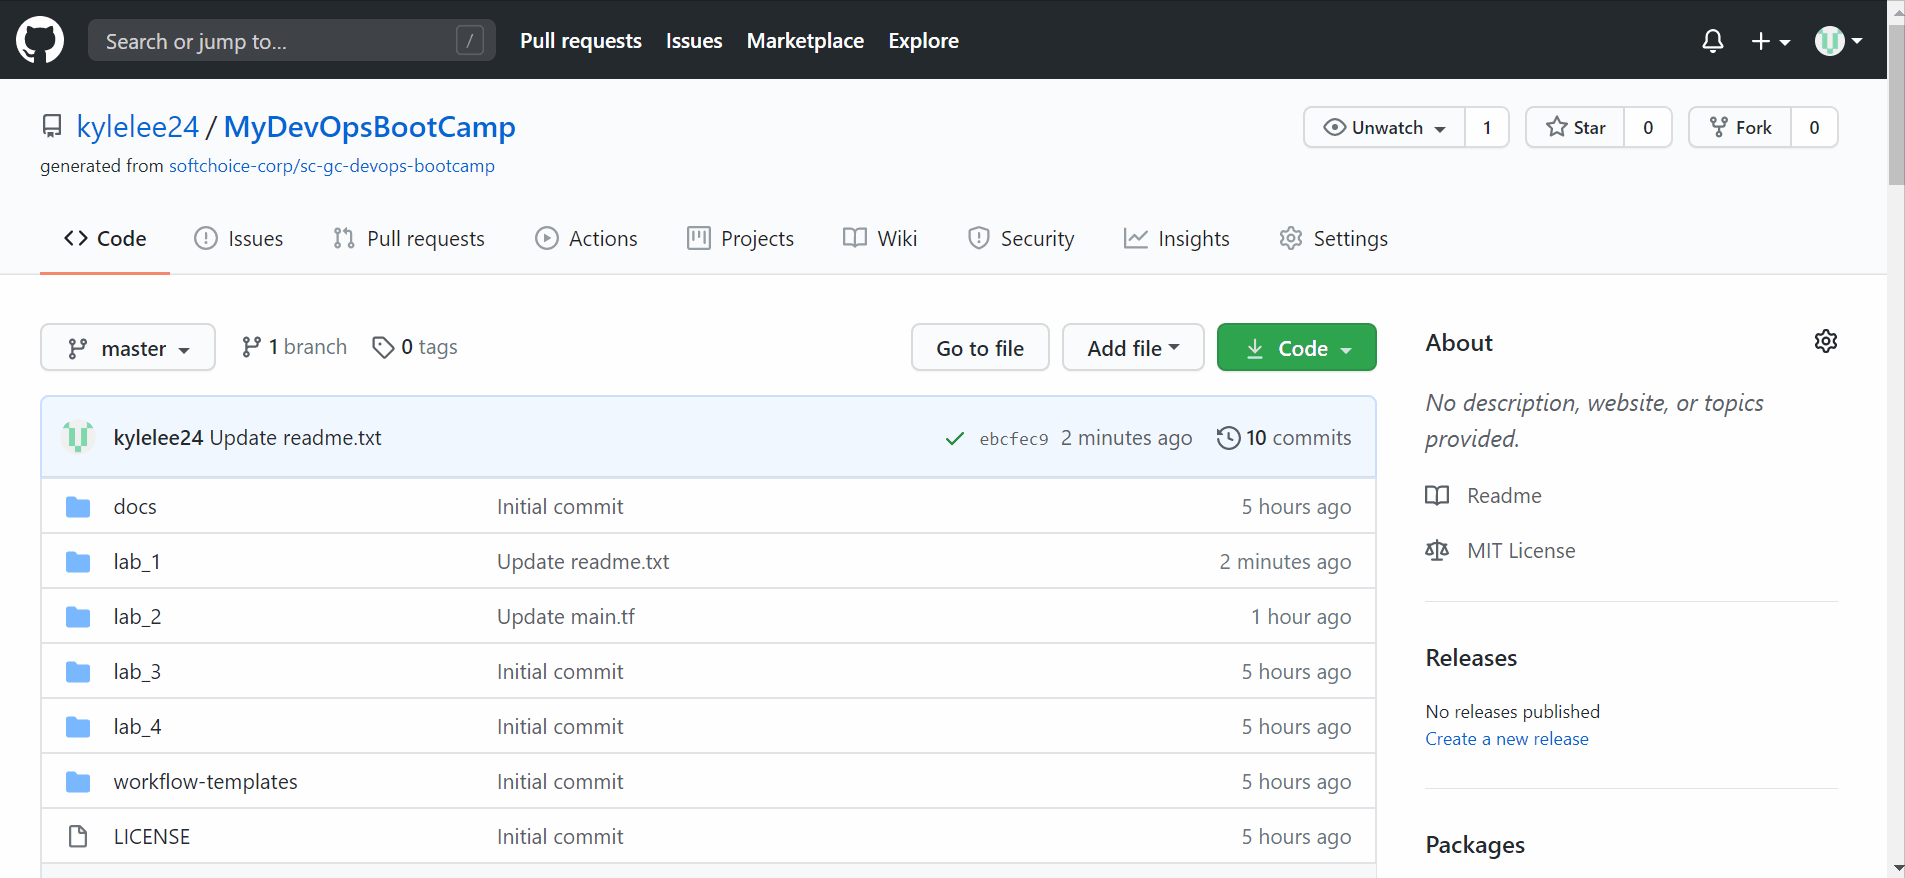 Search or jump to... / Pull requests Issues Marketplace Explore
kylelee24 / MyDevOpsBootCamp Unwatch 1 Star 0 Fork 0
generated from softchoice-corp/sc-gc-devops-bootcamp
Code Issues Pull requests Actions Projects Wiki Security Insights Settings
master 1 branch 0 tags Go to file Add file Code
kylelee24 Update readme.txt ebcfec9 2 minutes ago 10 commits
docs Initial commit 5 hours ago
lab_1 Update readme.txt 2 minutes ago
lab_2 Update main.tf 1 hour ago
lab_3 Initial commit 5 hours ago
lab_4 Initial commit 5 hours ago
workflow-templates Initial commit 5 hours ago
LICENSE Initial commit 5 hours ago
About
No description, website, or topics
provided.
Readme
MIT License
Releases
No releases published
Create a new release
Packages